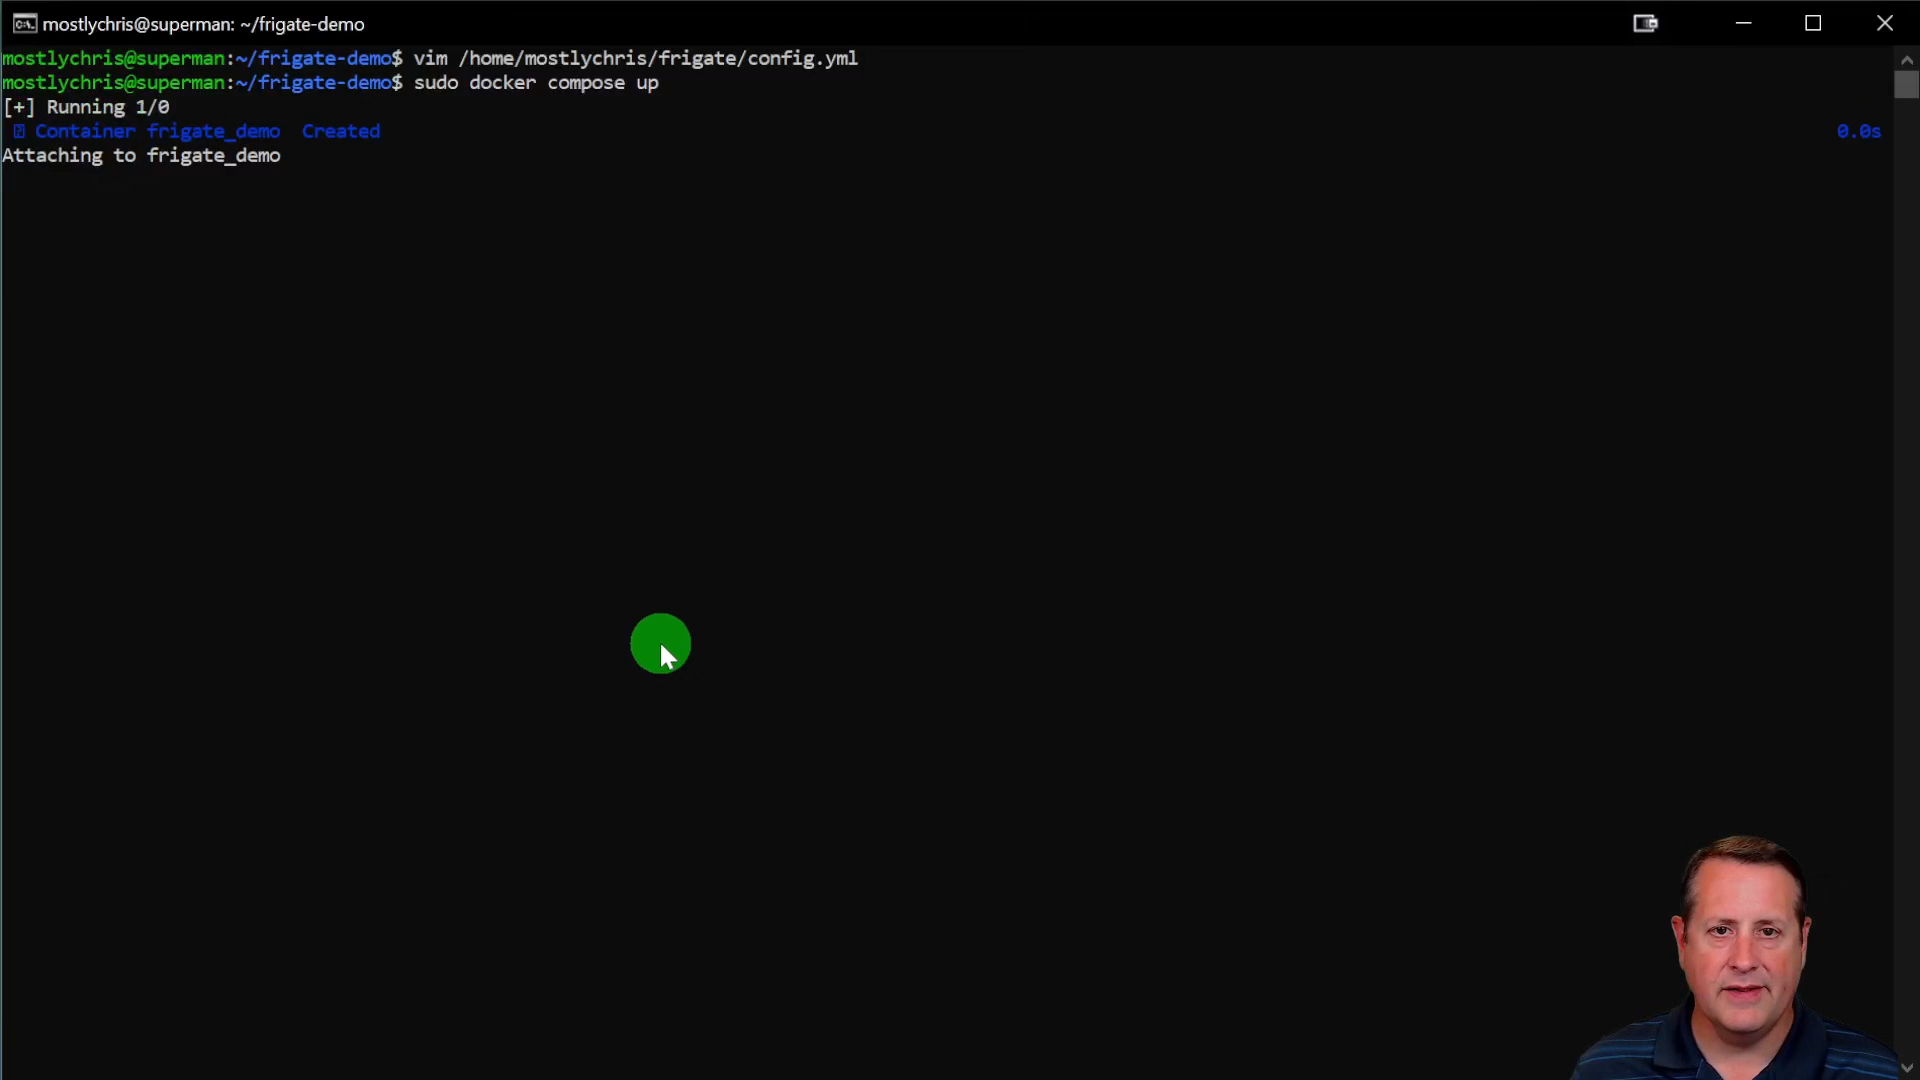 mostlychris@superman: ~/frigate-demo
mostlychris@superman:~/frigate-demo$ vim /home/mostlychris/frigate/config.yml
mostlychris@superman:~/frigate-demo$ sudo docker compose up
[+] Running 1/0
Container frigate_demo  Created 0.0s
Attaching to frigate_demo